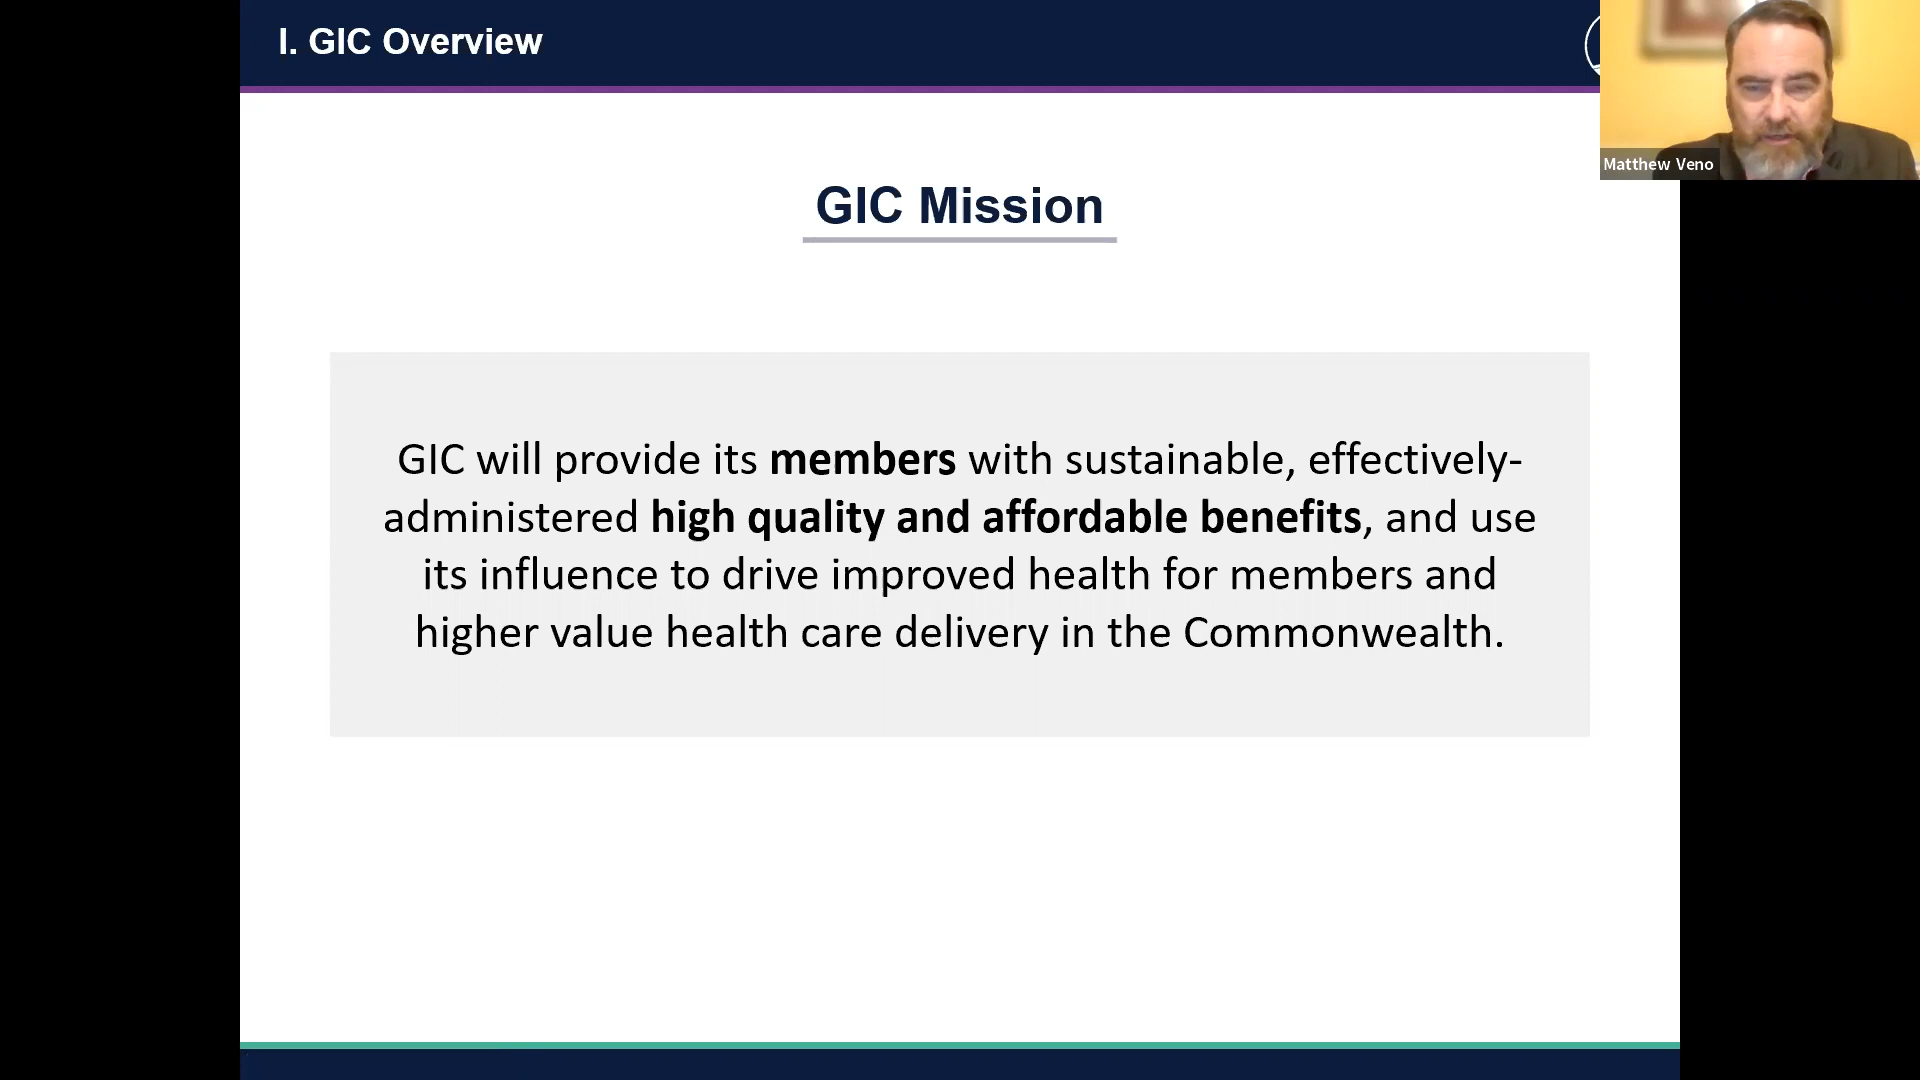 I. GIC Overview
Matthew Veno
GIC Mission
GIC will provide its members with sustainable, effectively-
administered high quality and affordable benefits, and use
its influence to drive improved health for members and
higher value health care delivery in the Commonwealth.